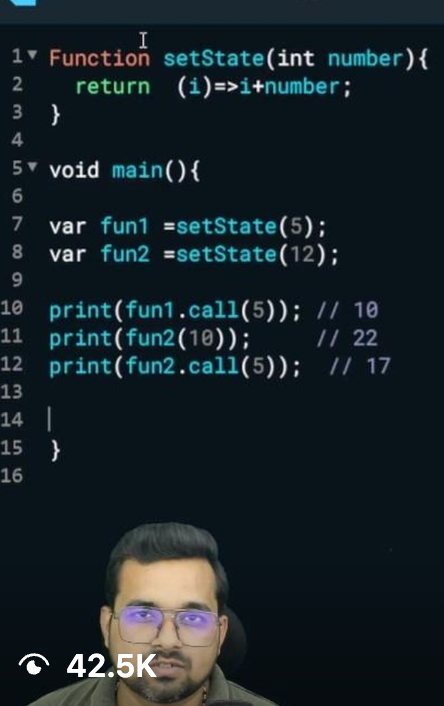 1 Function setState(int number){
2 return (i)=>i+number;
3 }
4
5 void main(){
6
7 var fun1 =setState(5);
8 var fun2 =setState(12);
9
10 print(fun1.call(5)); // 10
11 print(fun2(10)); // 22
12 print(fun2.call(5)); // 17
13
14
15 }
16
42.5K